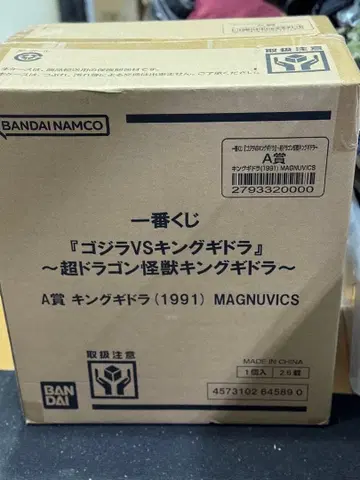 取扱注意
BANDAI NAMCO
A賞
キングギドラ(1991) MAGNUVICS
2793320000
一番くじ
『ゴジラVSキングギドラ』
～超ドラゴン怪獣キングギドラ～
A賞 キングギドラ(1991) MAGNUVICS
取扱注意
BAN
DAI
MADE IN CHINA
1個入
4573102 64589 0